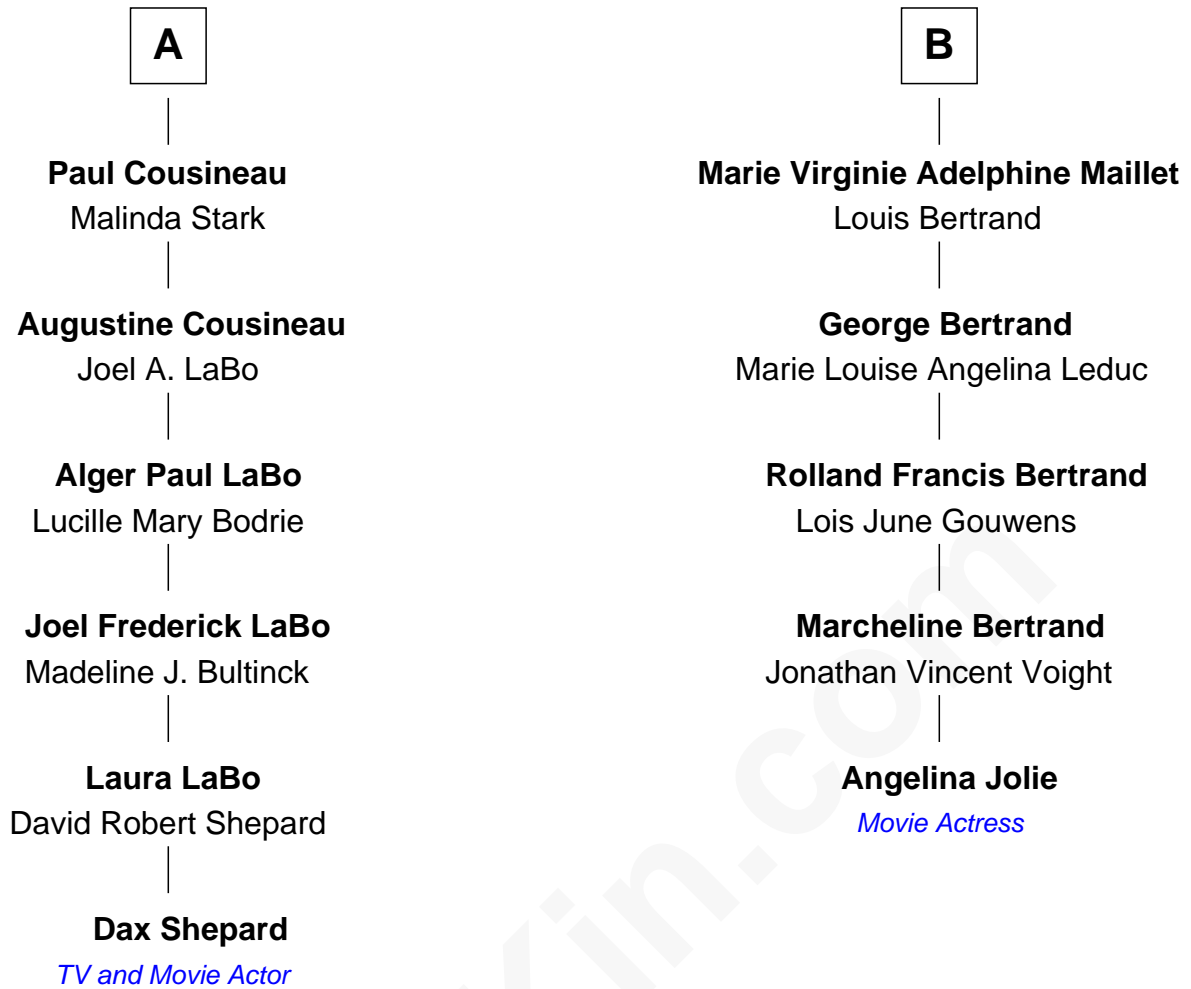 A
Paul Cousineau
Malinda Stark
Augustine Cousineau
Joel A. LaBo
Alger Paul LaBo
Lucille Mary Bodrie
Joel Frederick LaBo
Madeline J. Bultinck
Laura LaBo
David Robert Shepard
Dax Shepard
TV and Movie Actor
B
Marie Virginie Adelphine Maillet
Louis Bertrand
George Bertrand
Marie Louise Angelina Leduc
Rolland Francis Bertrand
Lois June Gouwens
Marcheline Bertrand
Jonathan Vincent Voight
Angelina Jolie
Movie Actress
Kin.com